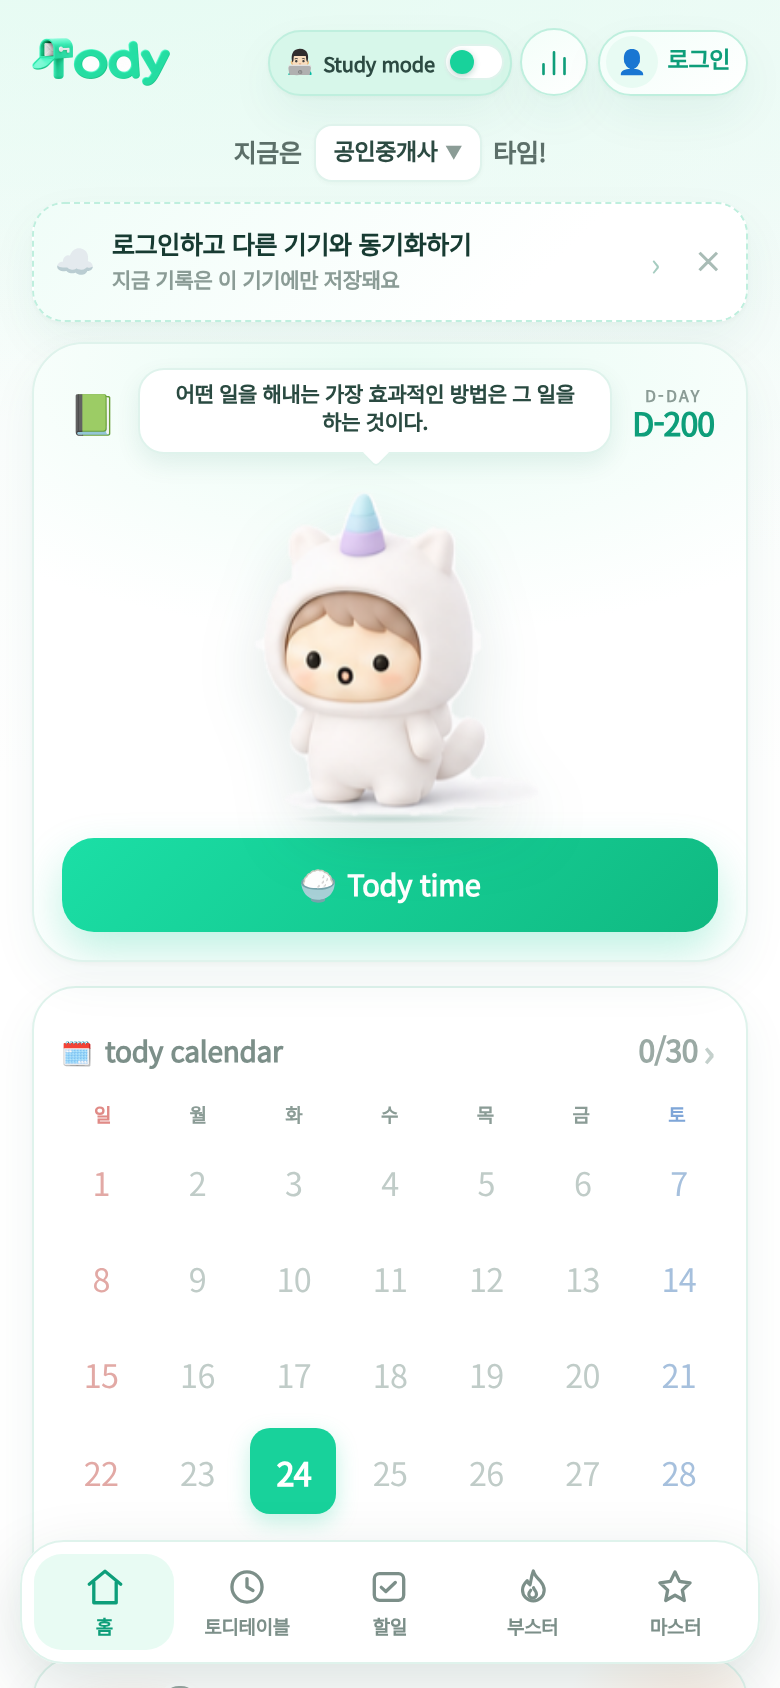 Tody
Study mode
로그인
지금은 공인중개사 ▼ 타임!
로그인하고 다른 기기와 동기화하기
지금 기록은 이 기기에만 저장돼요
어떤 일을 해내는 가장 효과적인 방법은 그 일을
하는 것이다.
D-DAY
D-200
Tody time
tody calendar
0/30 ›
일 월 화 수 목 금 토
1 2 3 4 5 6 7
8 9 10 11 12 13 14
15 16 17 18 19 20 21
22 23 24 25 26 27 28
홈 토디테이블 할일 부스터 마스터